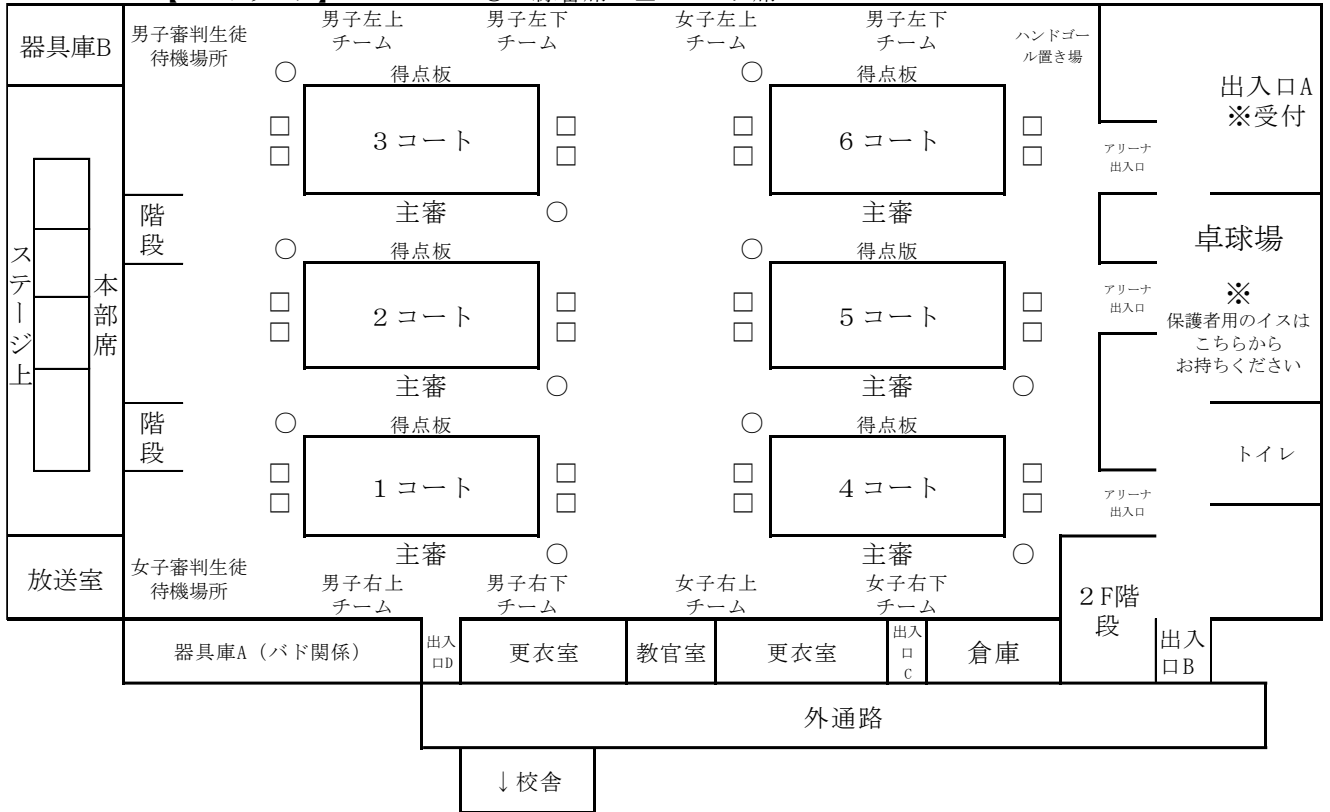 男子左上
チーム
男子左下
チーム
女子左上
チーム
男子左下
チーム
器具庫B
男子審判生徒
待機場所
ハンドゴー
ル置き場
○
得点板
○
得点板
出入口A
※受付
□
□
3コート
□
□
□
□
6コート
□
□
アリーナ
出入口
主審
○
主審
階
段
○
得点板
○
得点版
卓球場
※
保護者用のイスは
こちらから
お持ちください
ステージ上
本部席
□
□
2コート
□
□
□
□
5コート
□
□
アリーナ
出入口
主審
○
主審
○
階
段
○
得点板
○
得点板
トイレ
□
□
1コート
□
□
□
□
4コート
□
□
アリーナ
出入口
主審
○
主審
○
放送室
女子審判生徒
待機場所
男子右上
チーム
男子右下
チーム
女子右上
チーム
女子右下
チーム
2F階
段
器具庫A(バド関係)
出入
口D
更衣室
教官室
更衣室
出入
口
C
倉庫
出入
口B
外通路
↓校舎